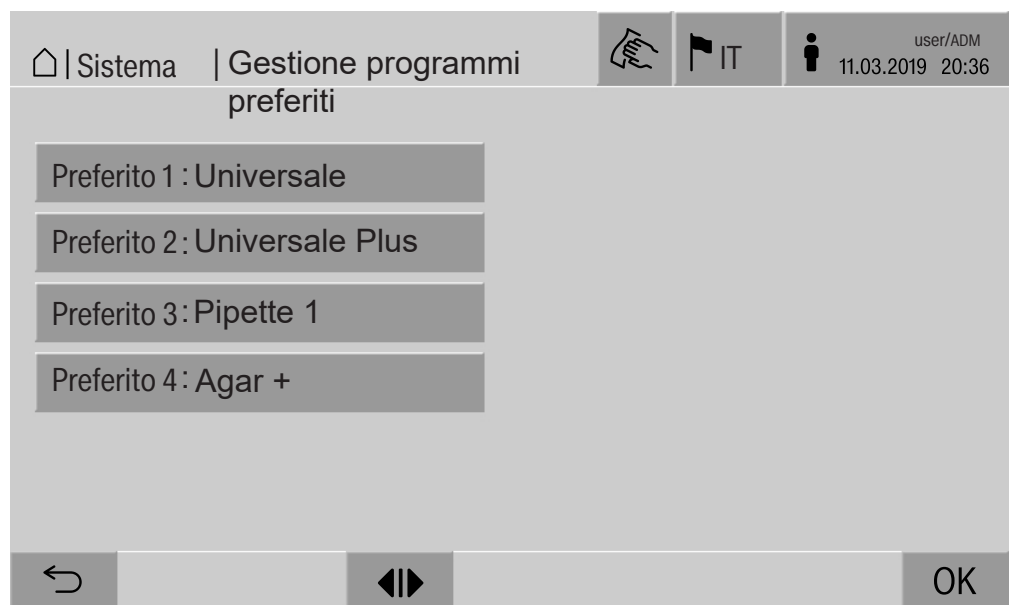 | Sistema | Gestione programmi
preferiti
IT
user/ADM
11.03.2019 20:36
Preferito 1: Universale
Preferito 2: Universale Plus
Preferito 3: Pipette 1
Preferito 4: Agar +
OK